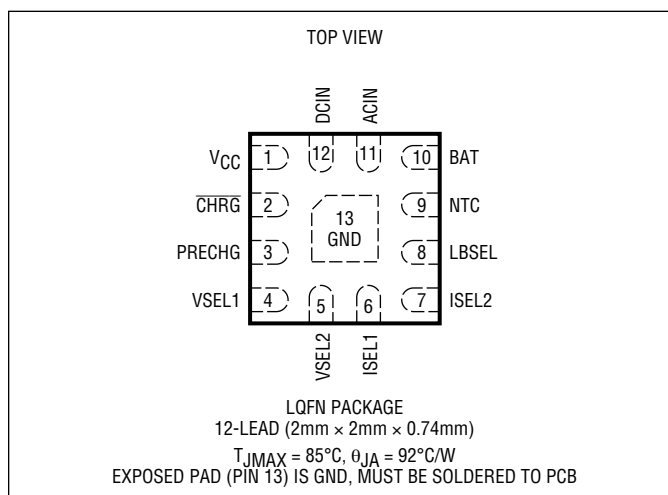 TOP VIEW
DCIN
ACIN
VCC 1
12
11
10 BAT
CHRG 2
9 NTC
13
GND
PRECHG 3
8 LBSEL
VSEL1 4
5
6
7 ISEL2
VSEL2
ISEL1
LQFN PACKAGE
12-LEAD (2mm × 2mm × 0.74mm)
TJMAX = 85°C, θJA = 92°C/W
EXPOSED PAD (PIN 13) IS GND, MUST BE SOLDERED TO PCB